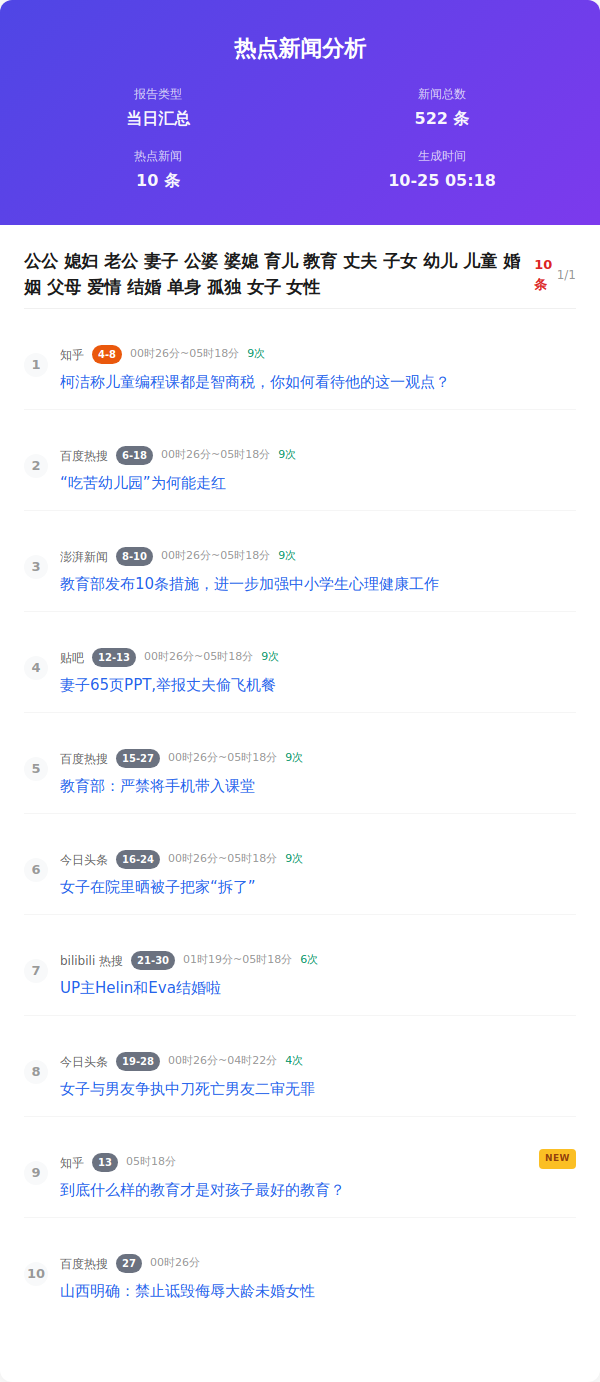 热点新闻分析
报告类型
当日汇总
新闻总数
522 条
热点新闻
10 条
生成时间
10-25 05:18
公公 媳妇 老公 妻子 公婆 婆媳 育儿 教育 丈夫 子女 幼儿 儿童 婚
姻 父母 爱情 结婚 单身 孤独 女子 女性
10
条
1/1
1
知乎 4-8 00时26分~05时18分 9次
柯洁称儿童编程课都是智商税，你如何看待他的这一观点？
2
百度热搜 6-18 00时26分~05时18分 9次
“吃苦幼儿园”为何能走红
3
澎湃新闻 8-10 00时26分~05时18分 9次
教育部发布10条措施，进一步加强中小学生心理健康工作
4
贴吧 12-13 00时26分~05时18分 9次
妻子65页PPT,举报丈夫偷飞机餐
5
百度热搜 15-27 00时26分~05时18分 9次
教育部：严禁将手机带入课堂
6
今日头条 16-24 00时26分~05时18分 9次
女子在院里晒被子把家“拆了”
7
bilibili 热搜 21-30 01时19分~05时18分 6次
UP主Helin和Eva结婚啦
8
今日头条 19-28 00时26分~04时22分 4次
女子与男友争执中刀死亡男友二审无罪
9
知乎 13 05时18分
NEW
到底什么样的教育才是对孩子最好的教育？
10
百度热搜 27 00时26分
山西明确：禁止诋毁侮辱大龄未婚女性